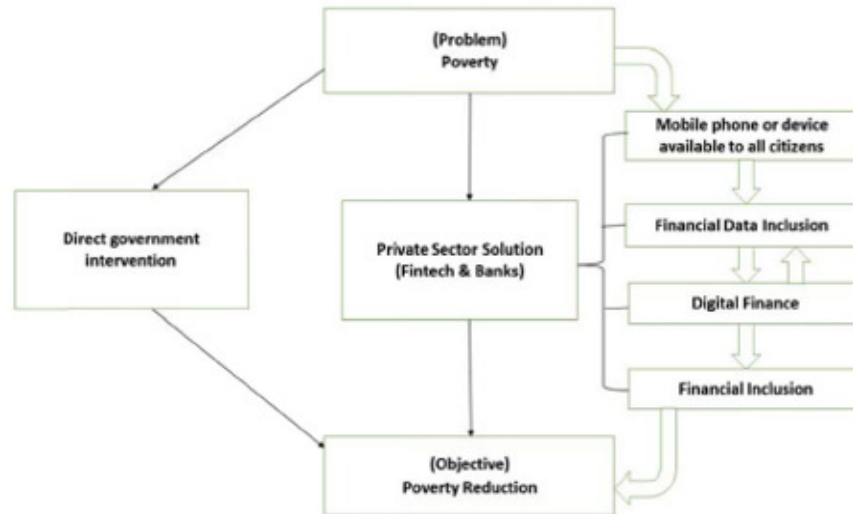 (Problem)
Poverty
Mobile phone or device
available to all citizens
Direct government
intervention
Private Sector Solution
(Fintech & Banks)
Financial Data Inclusion
Digital Finance
Financial Inclusion
(Objective)
Poverty Reduction